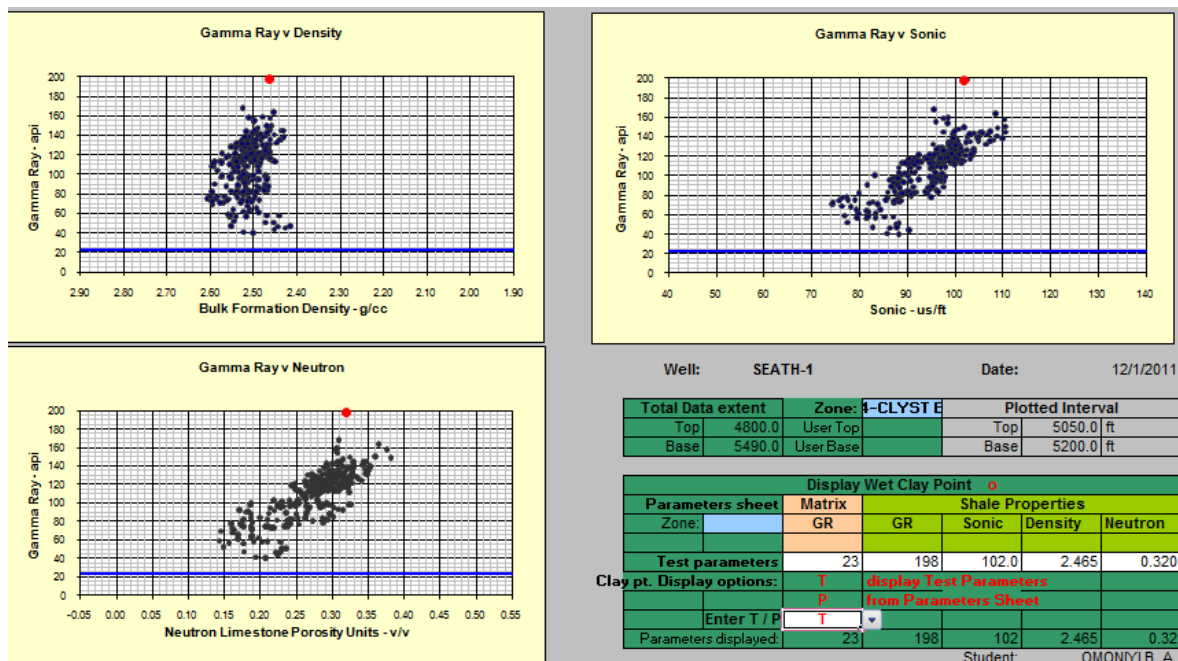 Gamma Ray v Density
200
180
160
140
120
100
80
60
40
20
0
Gamma Ray - api
2.90 2.80 2.70 2.60 2.50 2.40 2.30 2.20 2.10 2.00 1.90
Bulk Formation Density - g/cc
Gamma Ray v Sonic
200
180
160
140
120
100
80
60
40
20
0
Gamma Ray - api
40 50 60 70 80 90 100 110 120 130 140
Sonic - us/ft
Gamma Ray v Neutron
200
180
160
140
120
100
80
60
40
20
0
Gamma Ray - api
-0.05 0.00 0.05 0.10 0.15 0.20 0.25 0.30 0.35 0.40 0.45 0.50 0.55
Neutron Limestone Porosity Units - v/v
Well: SEATH-1 Date: 12/1/2011
Total Data extent Zone: 4-CLYST Plotted Interval
Top 4800.0 User Top Top 5050.0 ft
Base 5490.0 User Base Base 5200.0 ft
Display Wet Clay Point o
Parameters sheet Matrix Shale Properties
Zone: GR GR Sonic Density Neutron
Test parameters 23 198 102.0 2.465 0.320
Clay pt. Display options: T display Test Parameters
P from Parameters Sheet
Enter T / P T
Parameters displayed: 23 198 102 2.465 0.32
Student: OMONIYI B. A